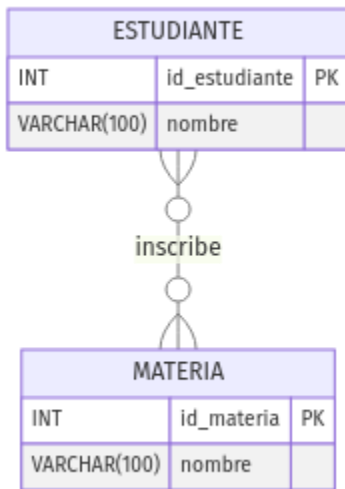 ESTUDIANTE
INT id_estudiante PK
VARCHAR(100) nombre
inscribe
MATERIA
INT id_materia PK
VARCHAR(100) nombre